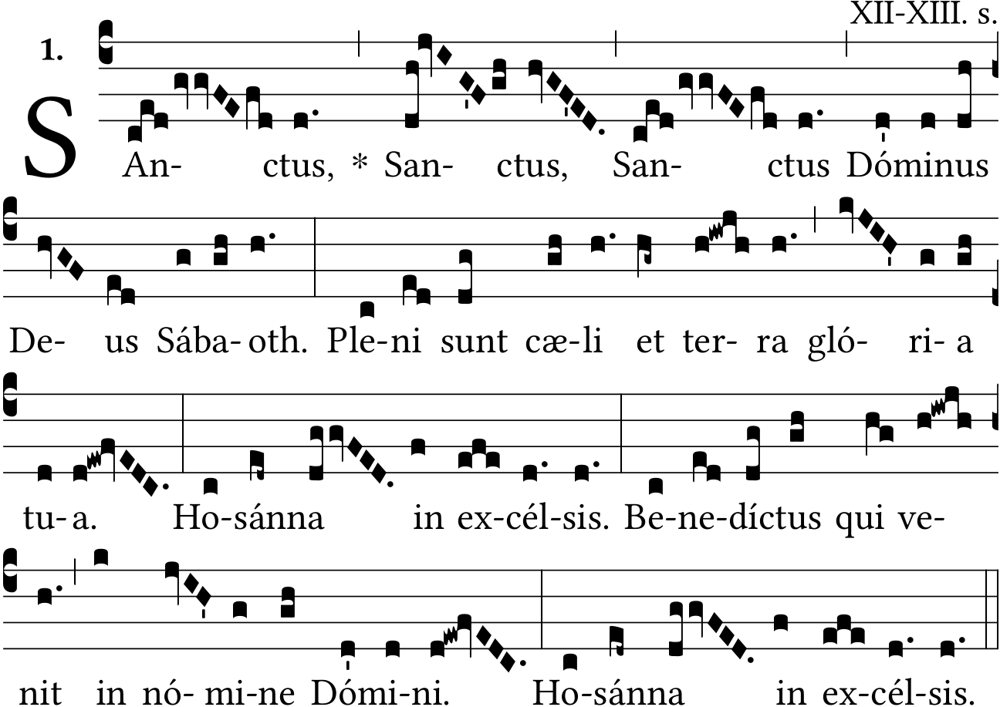 XII-XIII. s.
1.
SAn- ctus, * San- ctus, San- ctus Dóminus
De- us Sába- oth. Ple-ni sunt cæ-li et ter- ra gló- ri- a
tu- a. Ho-sánna in ex-cél-sis. Be-ne-díctus qui ve-
nit in nó- mi-ne Dómi-ni. Ho-sánna in ex-cél-sis.